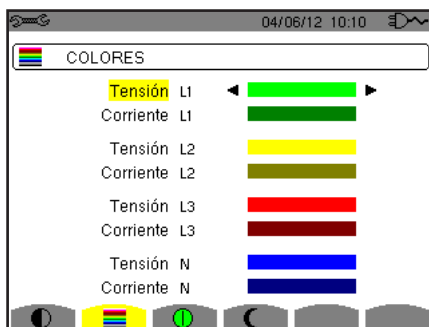 04/06/12 10:10
COLORES
Tensión L1
Corriente L1
Tensión L2
Corriente L2
Tensión L3
Corriente L3
Tensión N
Corriente N